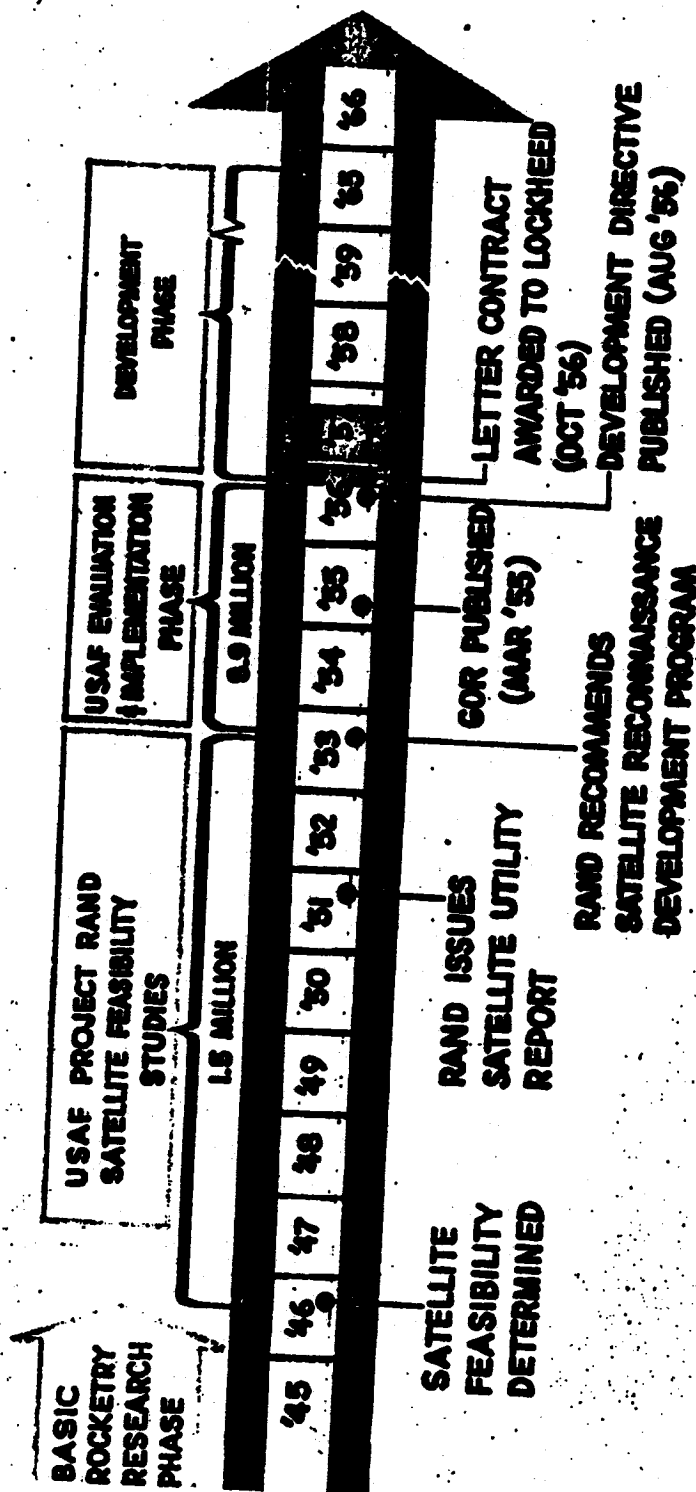 BASIC
ROCKETRY
RESEARCH
PHASE
USAF PROJECT RAND
SATELLITE FEASIBILITY
STUDIES
1.5 MILLION
USAF EVALUATION
& IMPLEMENTATION
PHASE
8.9 MILLION
DEVELOPMENT
PHASE
'45 '46 '47 '48 '49 '50 '51 '52 '53 '54 '55 '56 '58 '59 '65 '66
SATELLITE
FEASIBILITY
DETERMINED
RAND ISSUES
SATELLITE UTILITY
REPORT
RAND RECOMMENDS
SATELLITE RECONNAISSANCE
DEVELOPMENT PROGRAM
GOR PUBLISHED
(MAR '55)
LETTER CONTRACT
AWARDED TO LOCKHEED
(OCT '56)
DEVELOPMENT DIRECTIVE
PUBLISHED (AUG '56)